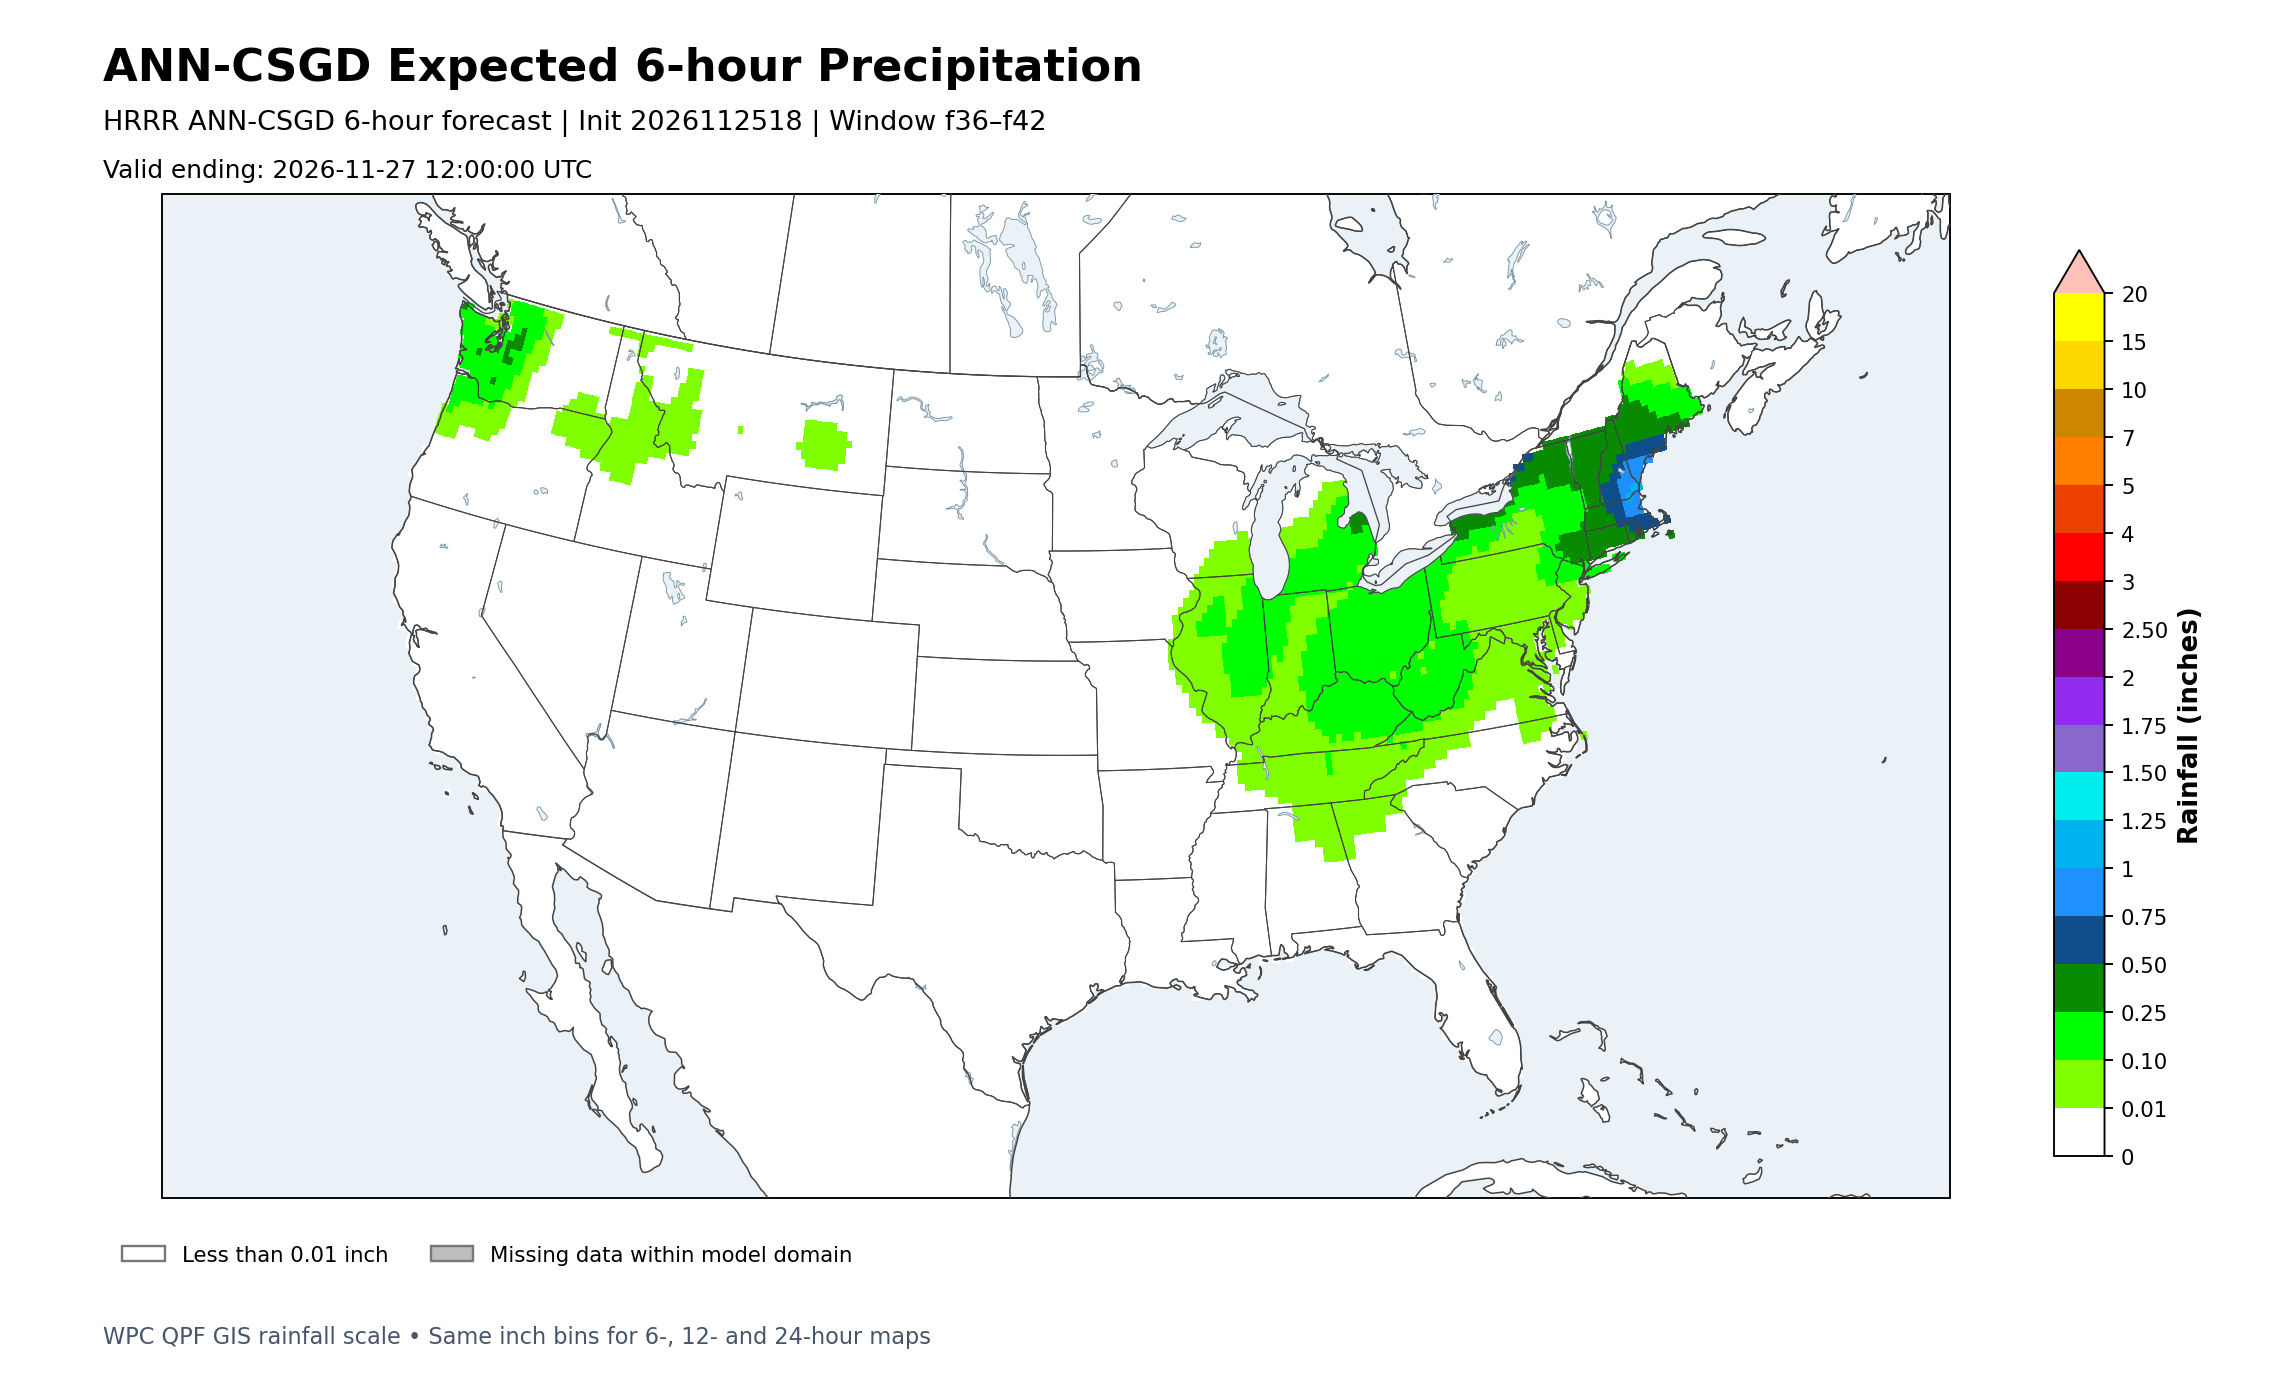 ANN-CSGD Expected 6-hour Precipitation
HRRR ANN-CSGD 6-hour forecast | Init 2026112518 | Window f36–f42
Valid ending: 2026-11-27 12:00:00 UTC
20
15
10
7
5
4
3
2.50
2
1.75
1.50
1.25
1
0.75
0.50
0.25
0.10
0.01
0
Rainfall (inches)
Less than 0.01 inch
Missing data within model domain
WPC QPF GIS rainfall scale • Same inch bins for 6-, 12- and 24-hour maps